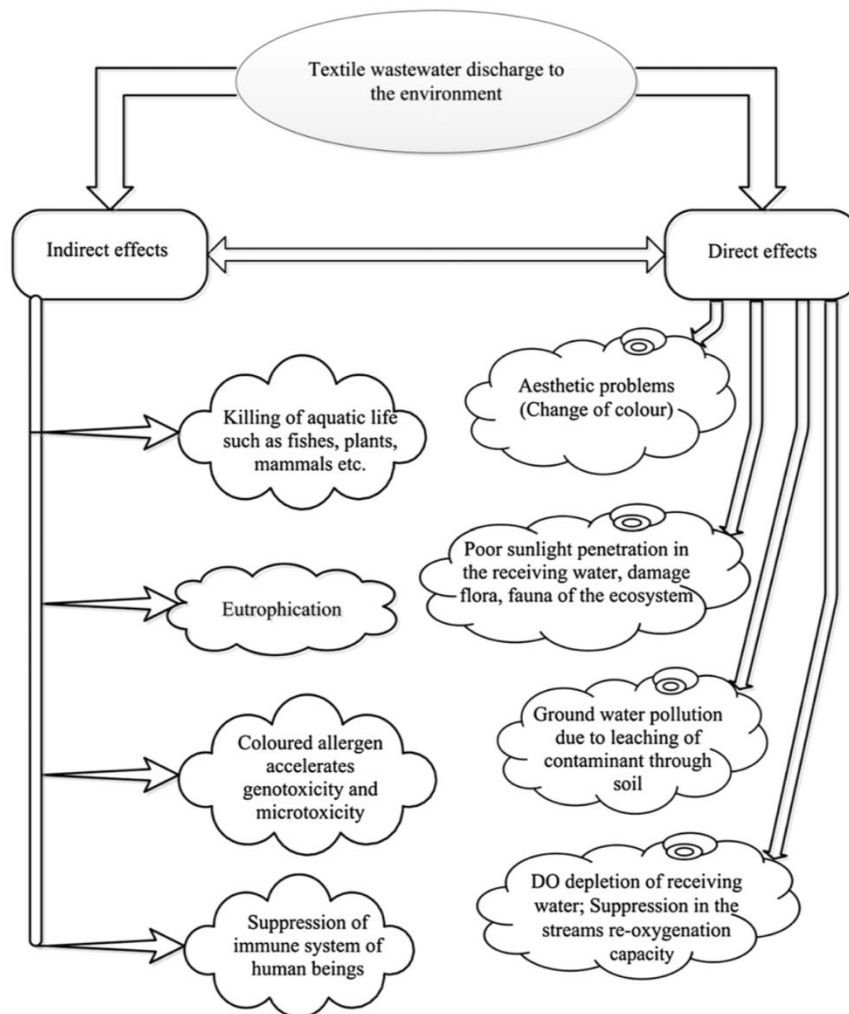 Textile wastewater discharge to
the environment
Indirect effects
Direct effects
Killing of aquatic life
such as fishes, plants,
mammals etc.
Eutrophication
Coloured allergen
accelerates
genotoxicity and
microtoxicity
Suppression of
immune system of
human beings
Aesthetic problems
(Change of colour)
Poor sunlight penetration in
the receiving water, damage
flora, fauna of the ecosystem
Ground water pollution
due to leaching of
contaminant through
soil
DO depletion of receiving
water; Suppression in the
streams re-oxygenation
capacity